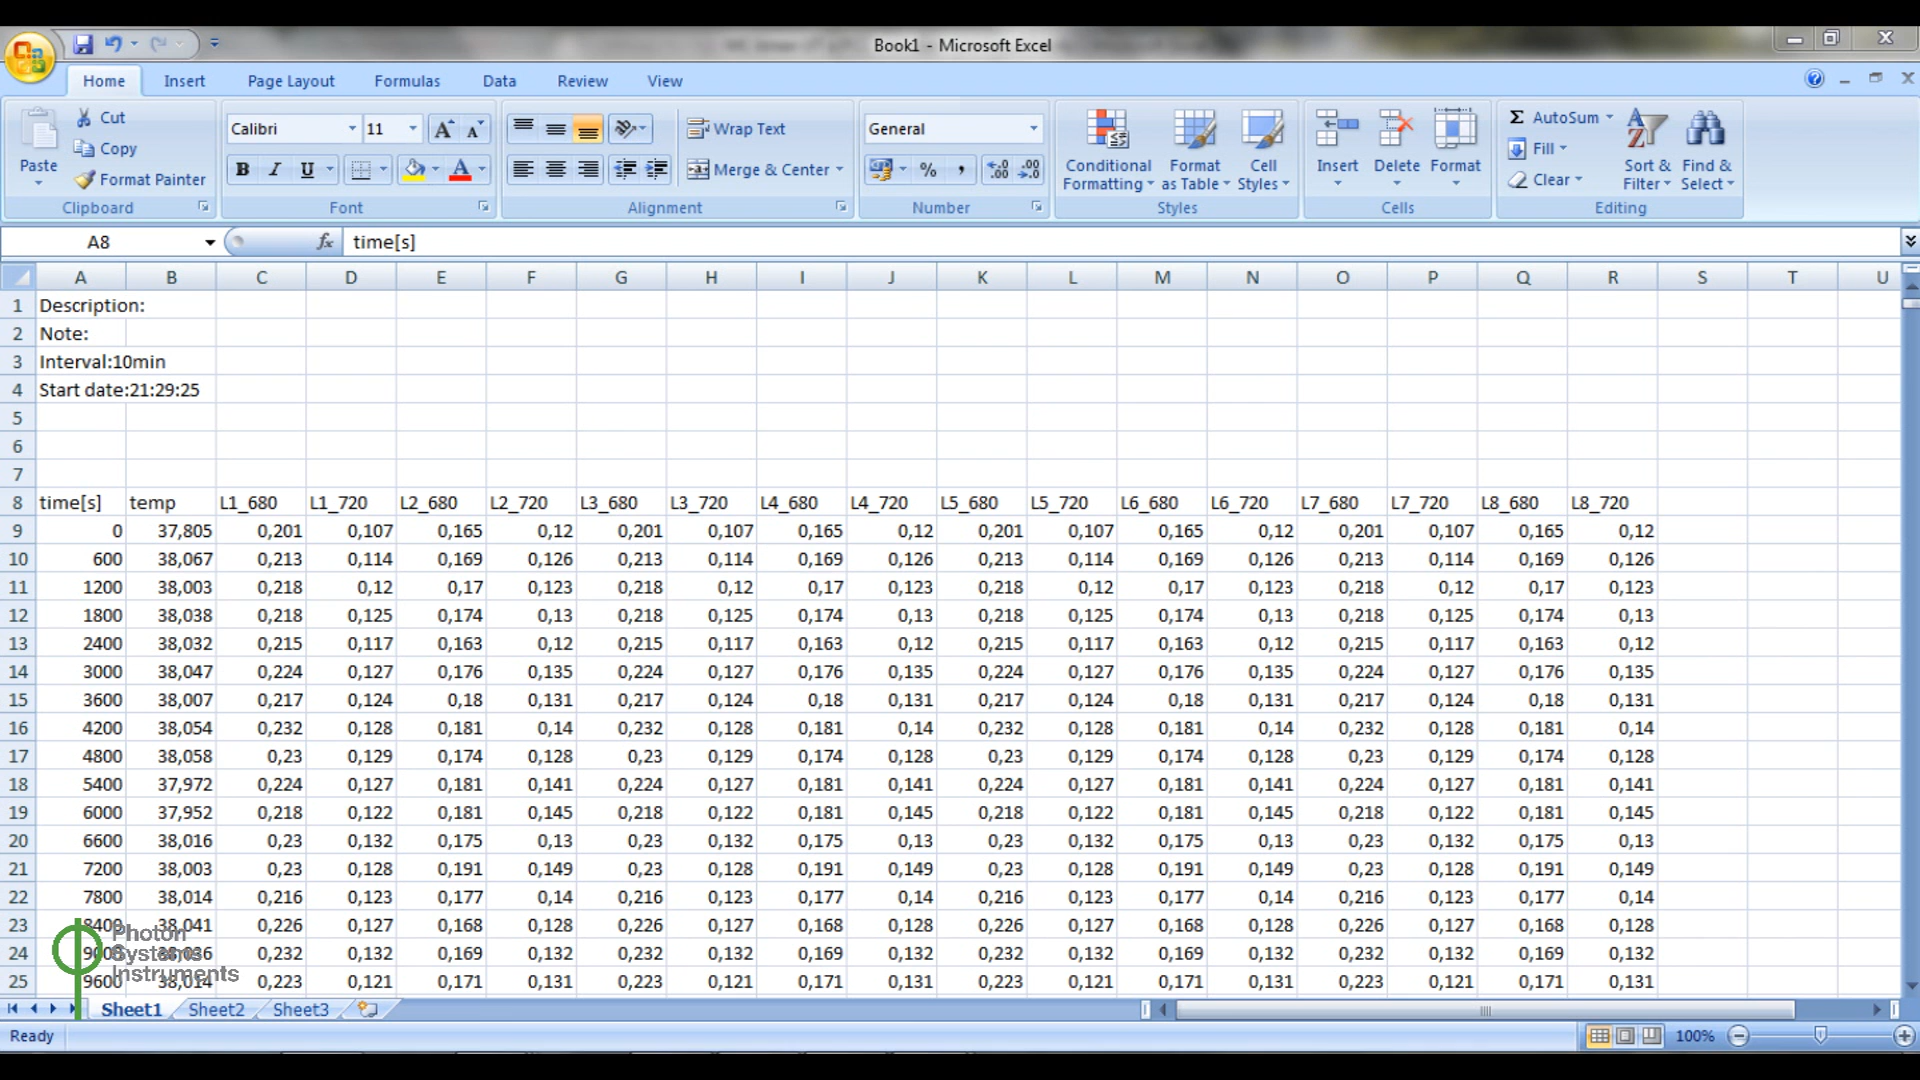 Book1 - Microsoft Excel
Home Insert Page Layout Formulas Data Review View
Paste Cut Copy Format Painter Clipboard
Calibri 11 B I U A Font
Wrap Text Merge & Center Alignment
General % , Number
Conditional Formatting Format as Table Cell Styles Styles
Insert Delete Format Cells
Σ AutoSum Fill Clear Sort & Filter Find & Select Editing
A8 fx time[s]
A B C D E F G H I J K L M N O P Q R S T U
1 Description:
2 Note:
3 Interval:10min
4 Start date:21:29:25
5
6
7
8 time[s] temp L1_680 L1_720 L2_680 L2_720 L3_680 L3_720 L4_680 L4_720 L5_680 L5_720 L6_680 L6_720 L7_680 L7_720 L8_680 L8_720
9 0 37,805 0,201 0,107 0,165 0,12 0,201 0,107 0,165 0,12 0,201 0,107 0,165 0,12 0,201 0,107 0,165 0,12
10 600 38,067 0,213 0,114 0,169 0,126 0,213 0,114 0,169 0,126 0,213 0,114 0,169 0,126 0,213 0,114 0,169 0,126
11 1200 38,003 0,218 0,12 0,17 0,123 0,218 0,12 0,17 0,123 0,218 0,12 0,17 0,123 0,218 0,12 0,17 0,123
12 1800 38,038 0,218 0,125 0,174 0,13 0,218 0,125 0,174 0,13 0,218 0,125 0,174 0,13 0,218 0,125 0,174 0,13
13 2400 38,032 0,215 0,117 0,163 0,12 0,215 0,117 0,163 0,12 0,215 0,117 0,163 0,12 0,215 0,117 0,163 0,12
14 3000 38,047 0,224 0,127 0,176 0,135 0,224 0,127 0,176 0,135 0,224 0,127 0,176 0,135 0,224 0,127 0,176 0,135
15 3600 38,007 0,217 0,124 0,18 0,131 0,217 0,124 0,18 0,131 0,217 0,124 0,18 0,131 0,217 0,124 0,18 0,131
16 4200 38,054 0,232 0,128 0,181 0,14 0,232 0,128 0,181 0,14 0,232 0,128 0,181 0,14 0,232 0,128 0,181 0,14
17 4800 38,058 0,23 0,129 0,174 0,128 0,23 0,129 0,174 0,128 0,23 0,129 0,174 0,128 0,23 0,129 0,174 0,128
18 5400 37,972 0,224 0,127 0,181 0,141 0,224 0,127 0,181 0,141 0,224 0,127 0,181 0,141 0,224 0,127 0,181 0,141
19 6000 37,952 0,218 0,122 0,181 0,145 0,218 0,122 0,181 0,145 0,218 0,122 0,181 0,145 0,218 0,122 0,181 0,145
20 6600 38,016 0,23 0,132 0,175 0,13 0,23 0,132 0,175 0,13 0,23 0,132 0,175 0,13 0,23 0,132 0,175 0,13
21 7200 38,003 0,23 0,128 0,191 0,149 0,23 0,128 0,191 0,149 0,23 0,128 0,191 0,149 0,23 0,128 0,191 0,149
22 7800 38,014 0,216 0,123 0,177 0,14 0,216 0,123 0,177 0,14 0,216 0,123 0,177 0,14 0,216 0,123 0,177 0,14
23 8400 38,041 0,226 0,127 0,168 0,128 0,226 0,127 0,168 0,128 0,226 0,127 0,168 0,128 0,226 0,127 0,168 0,128
24 9000 0,232 0,132 0,169 0,132 0,232 0,132 0,169 0,132 0,232 0,132 0,169 0,132 0,232 0,132 0,169 0,132
25 9600 38,014 0,223 0,121 0,171 0,131 0,223 0,121 0,171 0,131 0,223 0,121 0,171 0,131 0,223 0,121 0,171 0,131
Photon
Systems
Instruments
Sheet1 Sheet2 Sheet3
Ready 100%